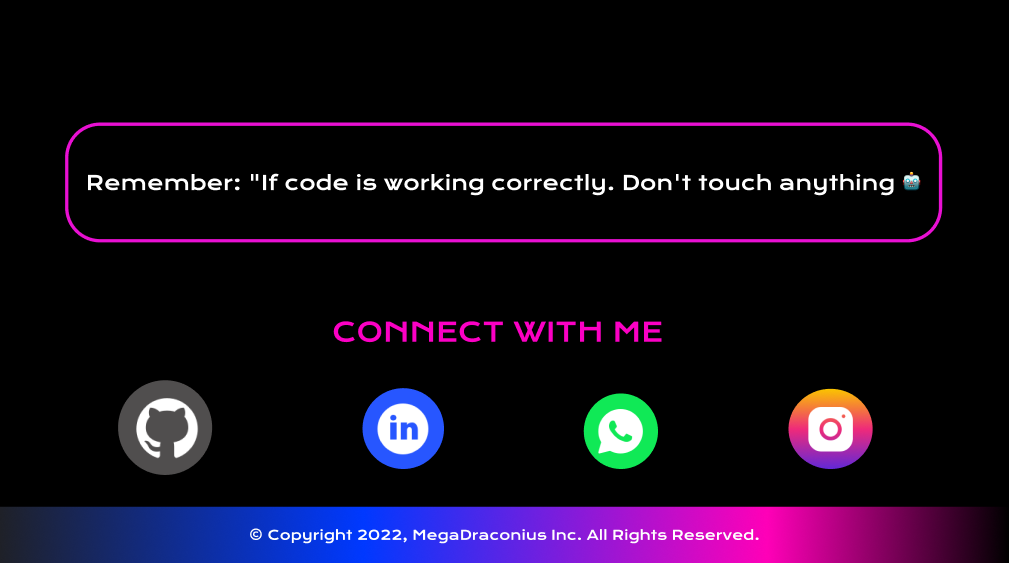 Remember: "If code is working correctly. Don't touch anything 🤖
CONNECT WITH ME
in
© Copyright 2022, MegaDraconius Inc. All Rights Reserved.